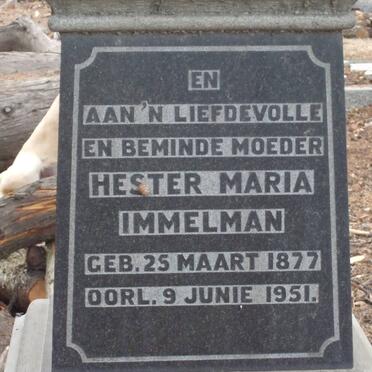 EN
AAN 'N LIEFDEVOLLE
EN BEMINDE MOEDER
HESTER MARIA
IMMELMAN
GEB. 25 MAART 1877
OORL. 9 JUNIE 1951.